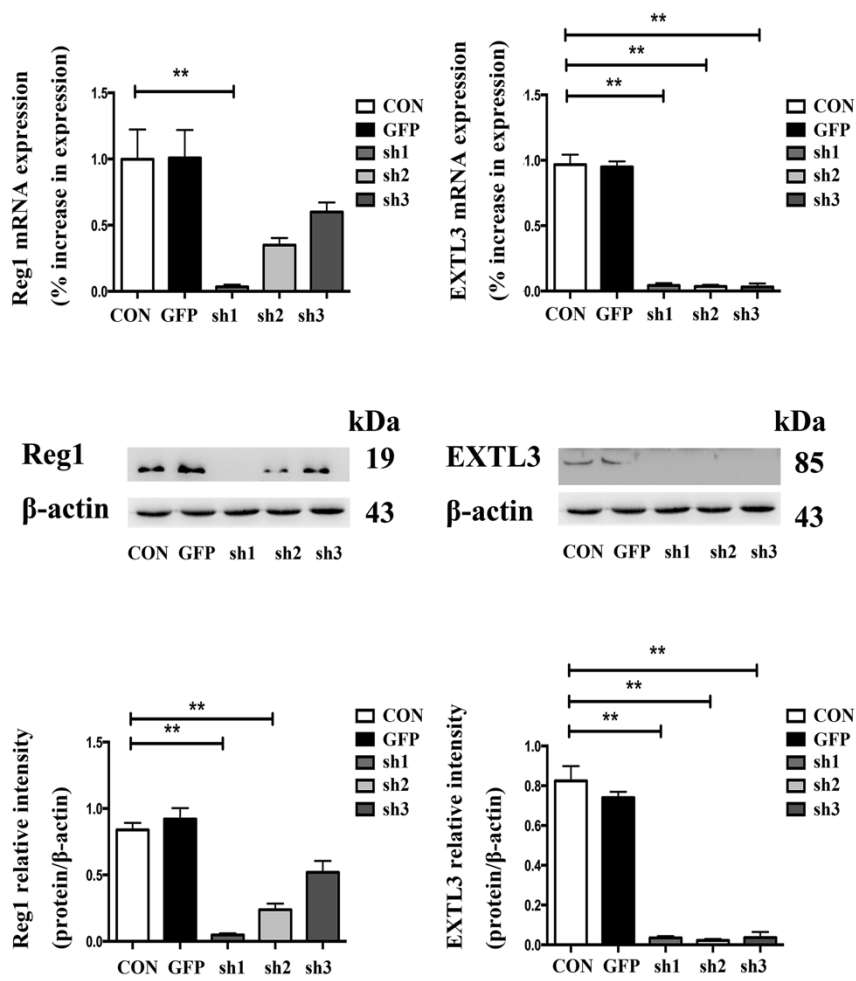 Reg1 mRNA expression
(% increase in expression)
**
1.5
1.0
0.5
0.0
CON GFP sh1 sh2 sh3
CON
GFP
sh1
sh2
sh3
EXTL3 mRNA expression
(% increase in expression)
**
**
**
1.5
1.0
0.5
0.0
CON GFP sh1 sh2 sh3
CON
GFP
sh1
sh2
sh3
kDa
Reg1 19
β-actin 43
CON GFP sh1 sh2 sh3
kDa
EXTL3 85
β-actin 43
CON GFP sh1 sh2 sh3
Reg1 relative intensity
(protein/β-actin)
**
**
1.5
1.0
0.5
0.0
CON GFP sh1 sh2 sh3
CON
GFP
sh1
sh2
sh3
EXTL3 relative intensity
(protein/β-actin)
**
**
**
1.0
0.8
0.6
0.4
0.2
0.0
CON GFP sh1 sh2 sh3
CON
GFP
sh1
sh2
sh3